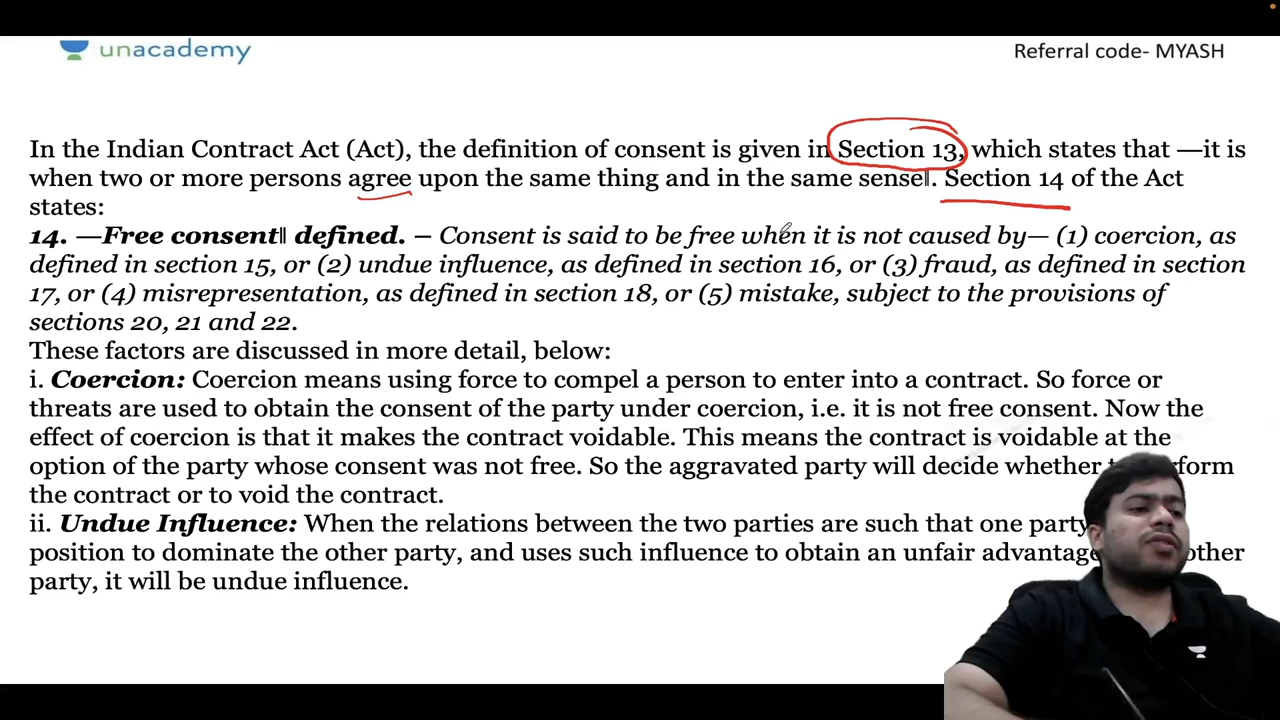 unacademy
Referral code- MYASH
In the Indian Contract Act (Act), the definition of consent is given in Section 13, which states that —it is
when two or more persons agree upon the same thing and in the same sense‖. Section 14 of the Act
states:
14. —Free consent‖ defined. – Consent is said to be free when it is not caused by— (1) coercion, as
defined in section 15, or (2) undue influence, as defined in section 16, or (3) fraud, as defined in section
17, or (4) misrepresentation, as defined in section 18, or (5) mistake, subject to the provisions of
sections 20, 21 and 22.
These factors are discussed in more detail, below:
i. Coercion: Coercion means using force to compel a person to enter into a contract. So force or
threats are used to obtain the consent of the party under coercion, i.e. it is not free consent. Now the
effect of coercion is that it makes the contract voidable. This means the contract is voidable at the
option of the party whose consent was not free. So the aggravated party will decide whether
the contract or to void the contract.
ii. Undue Influence: When the relations between the two parties are such that one party
position to dominate the other party, and uses such influence to obtain an unfair advantage other
party, it will be undue influence.